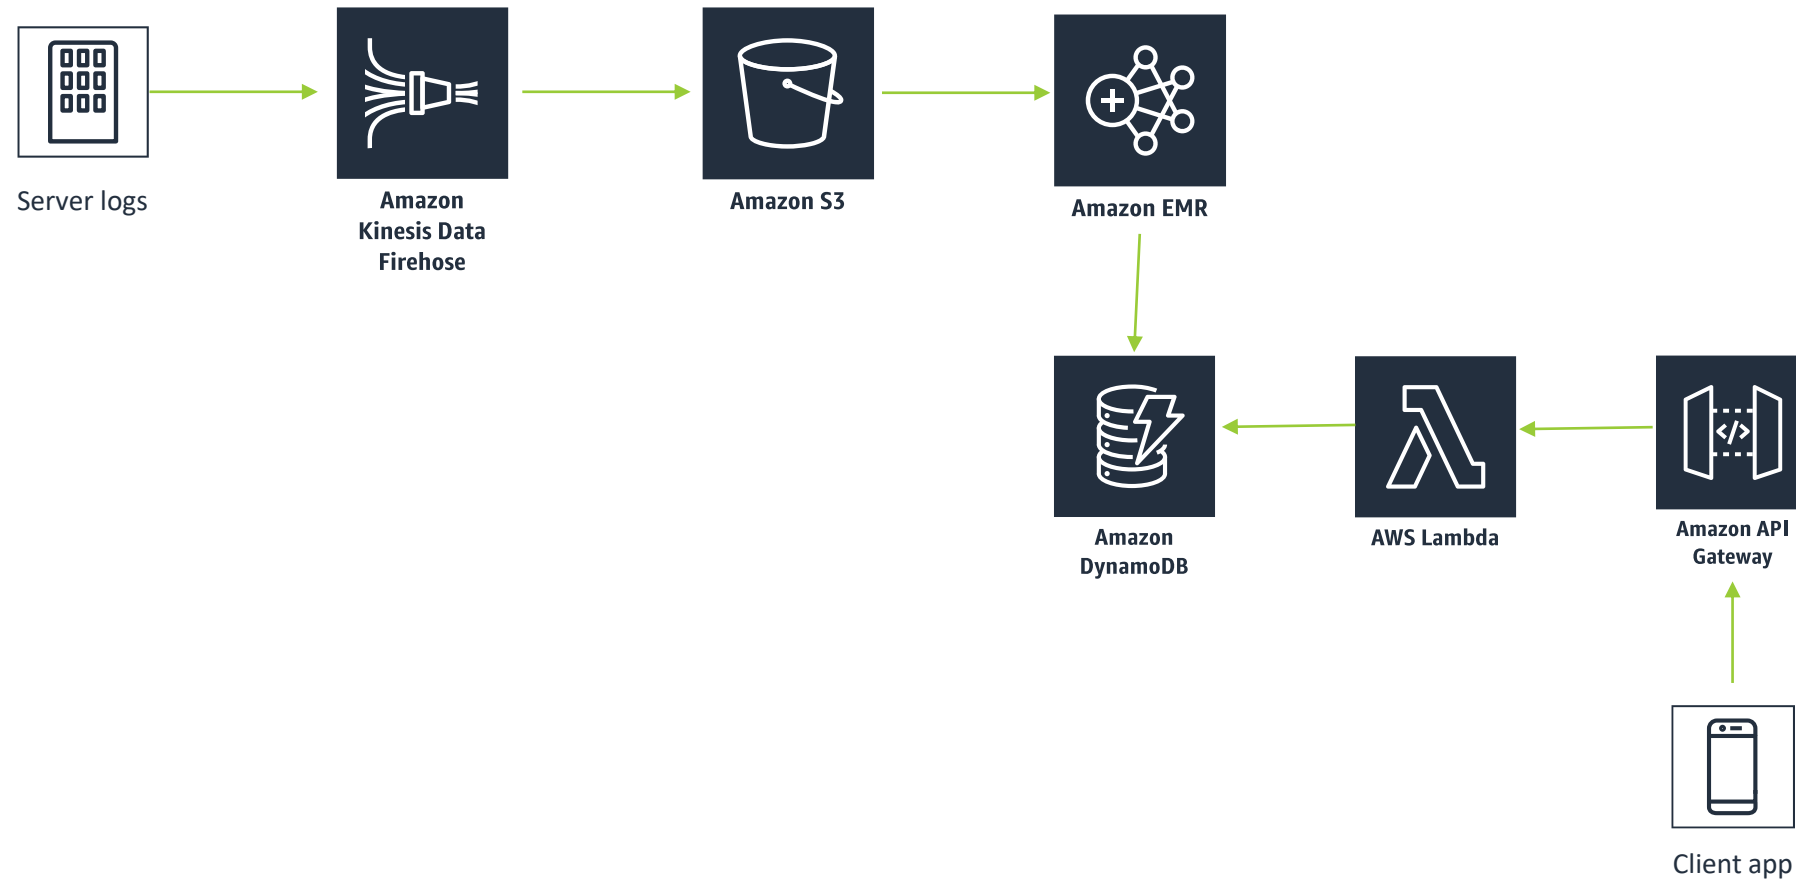 Server logs
Amazon
Kinesis Data
Firehose
Amazon S3
Amazon EMR
Amazon
DynamoDB
AWS Lambda
Amazon API
Gateway
</>
Client app